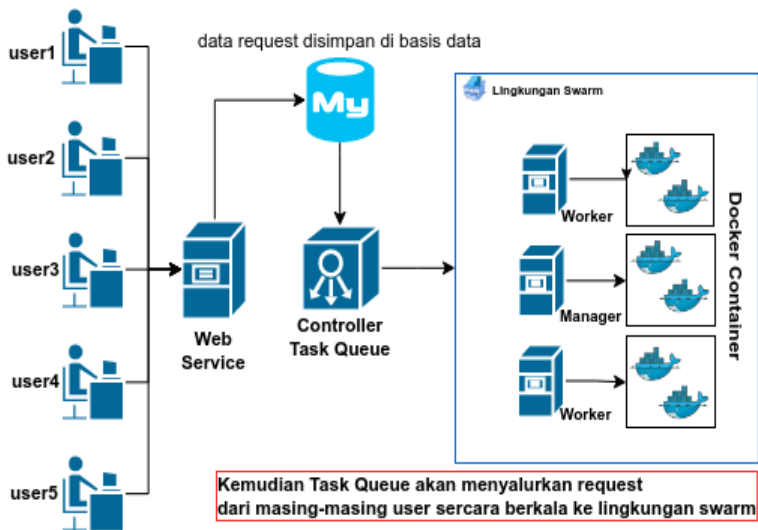 data request disimpan di basis data
user1
user2
user3
user4
user5
My
Web
Service
Controller
Task Queue
Lingkungan Swarm
Worker
Manager
Worker
Docker Container
Kemudian Task Queue akan menyalurkan request
dari masing-masing user sercara berkala ke lingkungan swarm